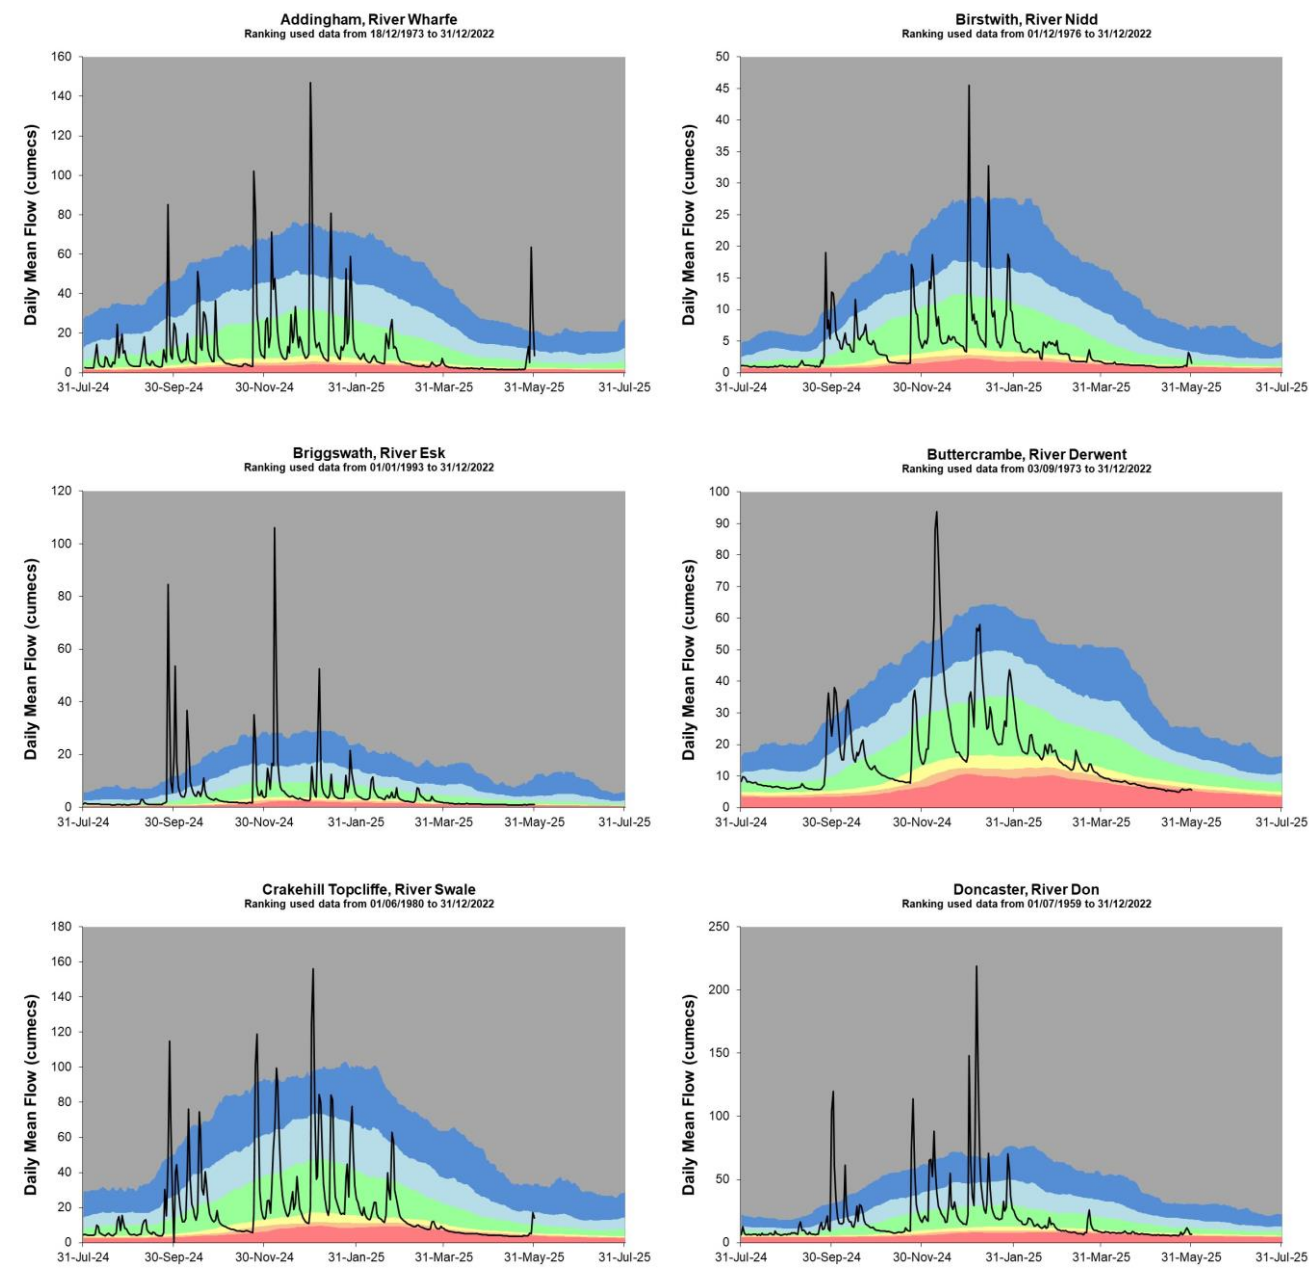 Addingham, River Wharfe
Ranking used data from 18/12/1973 to 31/12/2022
Daily Mean Flow (cumecs)
160
140
120
100
80
60
40
20
0
31-Jul-24 30-Sep-24 30-Nov-24 31-Jan-25 31-Mar-25 31-May-25 31-Jul-25
Birstwith, River Nidd
Ranking used data from 01/12/1976 to 31/12/2022
Daily Mean Flow (cumecs)
50
45
40
35
30
25
20
15
10
5
0
31-Jul-24 30-Sep-24 30-Nov-24 31-Jan-25 31-Mar-25 31-May-25 31-Jul-25
Briggswath, River Esk
Ranking used data from 01/01/1993 to 31/12/2022
Daily Mean Flow (cumecs)
120
100
80
60
40
20
0
31-Jul-24 30-Sep-24 30-Nov-24 31-Jan-25 31-Mar-25 31-May-25 31-Jul-25
Buttercrambe, River Derwent
Ranking used data from 03/09/1973 to 31/12/2022
Daily Mean Flow (cumecs)
100
90
80
70
60
50
40
30
20
10
0
31-Jul-24 30-Sep-24 30-Nov-24 31-Jan-25 31-Mar-25 31-May-25 31-Jul-25
Crakehill Topcliffe, River Swale
Ranking used data from 01/06/1980 to 31/12/2022
Daily Mean Flow (cumecs)
180
160
140
120
100
80
60
40
20
0
31-Jul-24 30-Sep-24 30-Nov-24 31-Jan-25 31-Mar-25 31-May-25 31-Jul-25
Doncaster, River Don
Ranking used data from 01/07/1959 to 31/12/2022
Daily Mean Flow (cumecs)
250
200
150
100
50
0
31-Jul-24 30-Sep-24 30-Nov-24 31-Jan-25 31-Mar-25 31-May-25 31-Jul-25